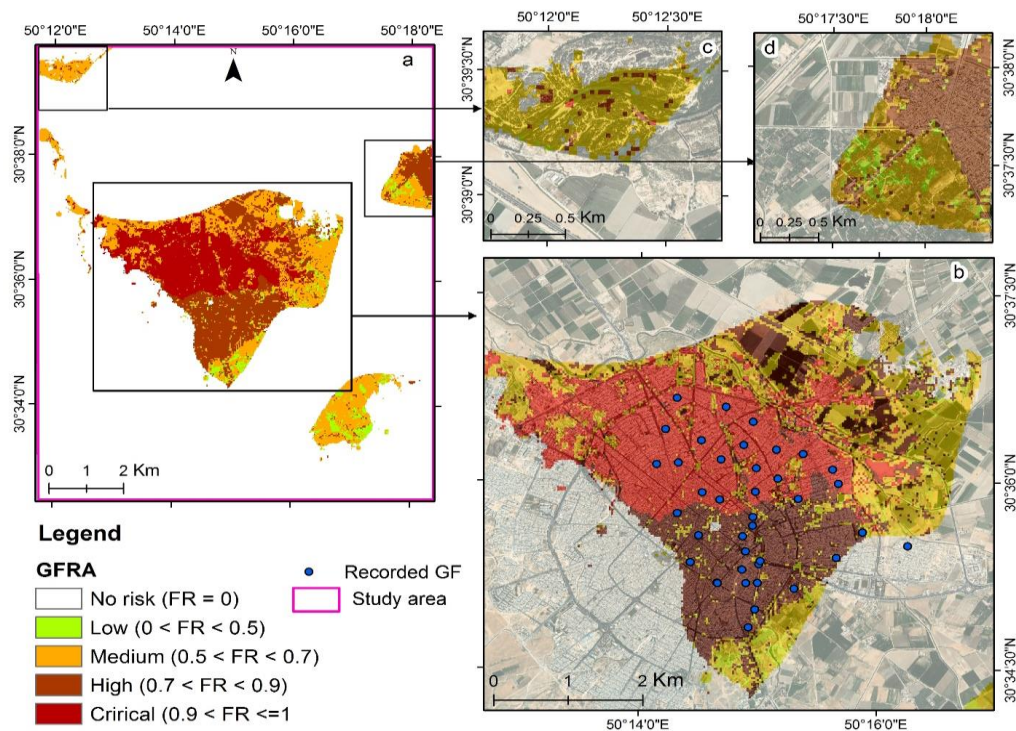 50°12'0"E 50°14'0"E 50°16'0"E
N
a
30°38'0"N
30°36'0"N
30°34'0"N
0 1 2 Km
50°12'0"E 50°12'30"E
c
30°39'30"N
30°39'0"N
0 0.25 0.5 Km
50°17'30"E 50°18'0"E
d
30°38'0"N
30°37'30"N
0 0.25 0.5 Km
b
30°37'30"N
30°36'0"N
30°34'30"N
0 1 2 Km
50°14'0"E 50°16'0"E
Legend
GFRA
No risk (FR = 0)
Low (0 < FR < 0.5)
Medium (0.5 < FR < 0.7)
High (0.7 < FR < 0.9)
Crirical (0.9 < FR <=1
Recorded GF
Study area